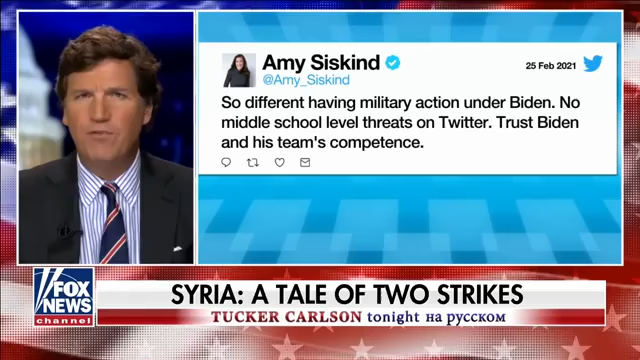 Amy Siskind
@Amy_Siskind
25 Feb 2021
So different having military action under Biden. No
middle school level threats on Twitter. Trust Biden
and his team's competence.
SYRIA: A TALE OF TWO STRIKES
FOX
NEWS
channel
TUCKER CARLSON tonight на русском